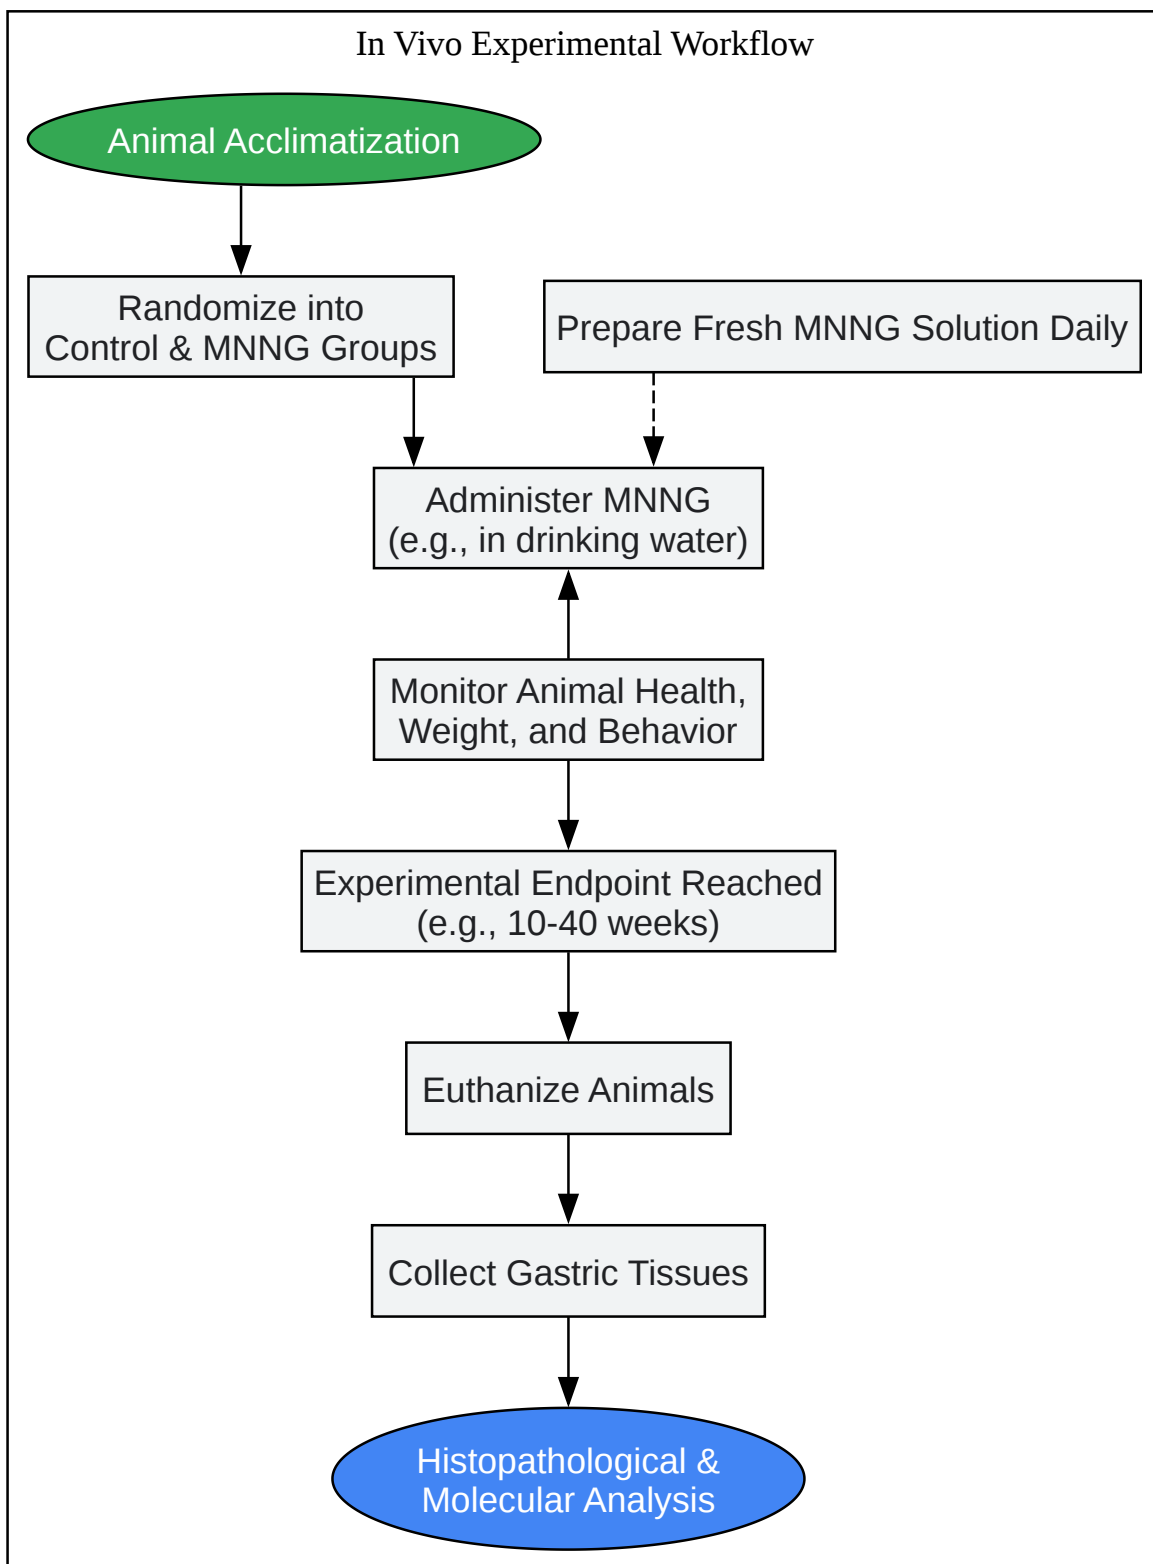 In Vivo Experimental Workflow
Animal Acclimatization
Randomize into
Control & MNNG Groups
Prepare Fresh MNNG Solution Daily
Administer MNNG
(e.g., in drinking water)
Monitor Animal Health,
Weight, and Behavior
Experimental Endpoint Reached
(e.g., 10-40 weeks)
Euthanize Animals
Collect Gastric Tissues
Histopathological &
Molecular Analysis